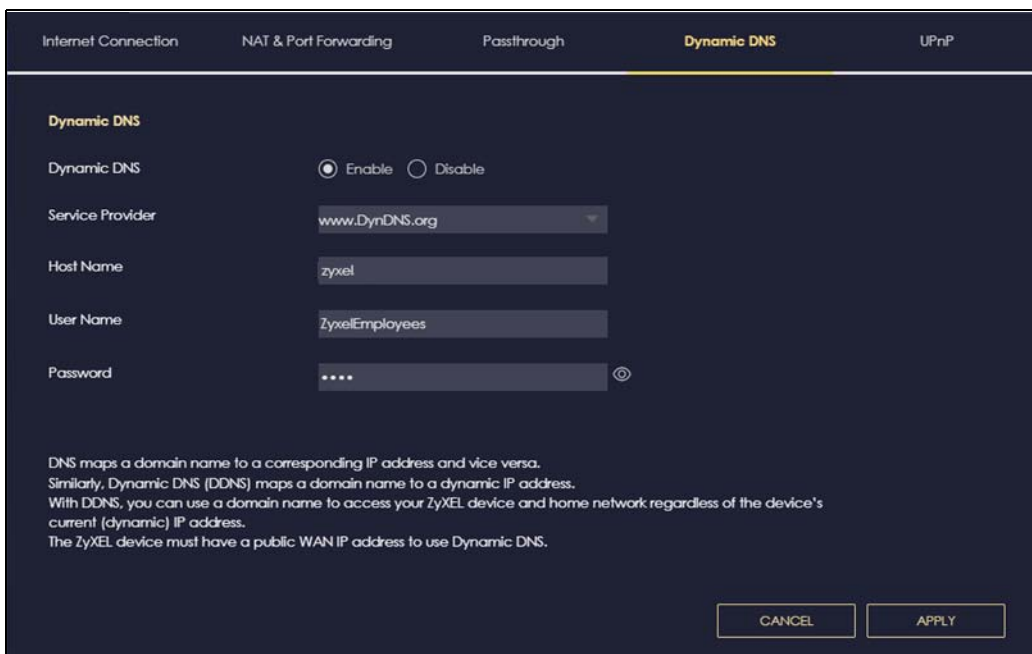 Internet Connection NAT & Port Forwarding Passthrough Dynamic DNS UPnP
Dynamic DNS
Dynamic DNS Enable Disable
Service Provider www.DynDNS.org
Host Name zyxel
User Name ZyxelEmployees
Password ••••
DNS maps a domain name to a corresponding IP address and vice versa.
Similarly, Dynamic DNS (DDNS) maps a domain name to a dynamic IP address.
With DDNS, you can use a domain name to access your ZyXEL device and home network regardless of the device's
current (dynamic) IP address.
The ZyXEL device must have a public WAN IP address to use Dynamic DNS.
CANCEL APPLY